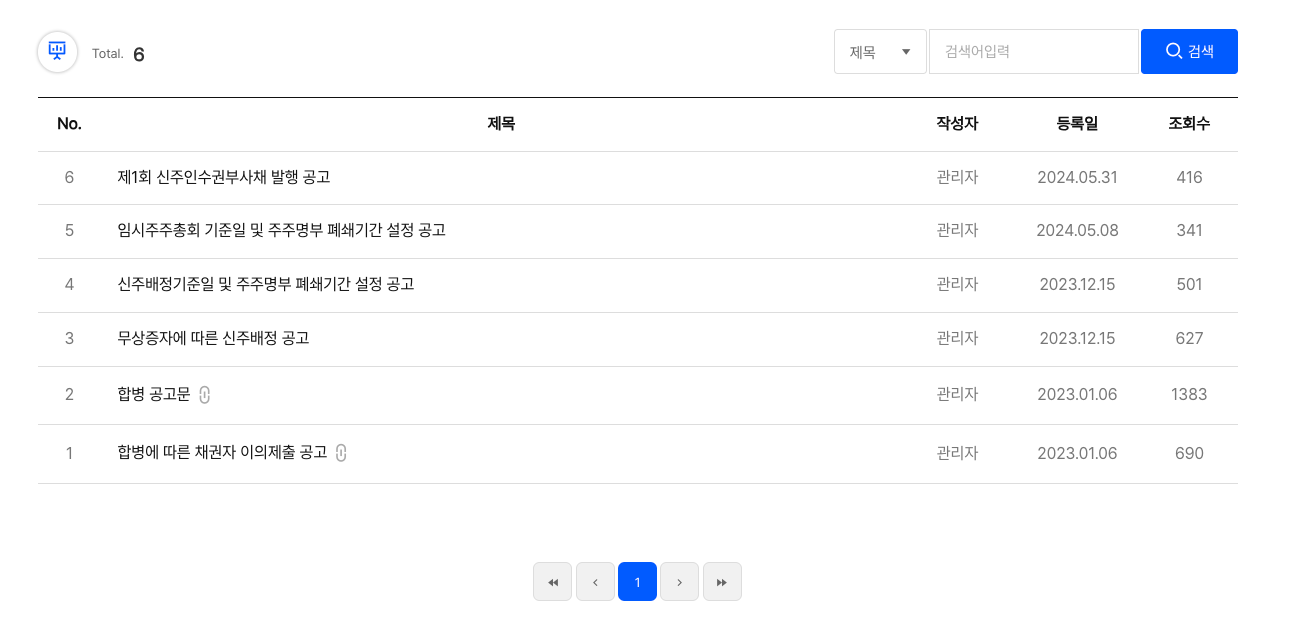 Total. 6
제목 검색어입력 검색
No. 제목 작성자 등록일 조회수
6 제1회 신주인수권부사채 발행 공고 관리자 2024.05.31 416
5 임시주주총회 기준일 및 주주명부 폐쇄기간 설정 공고 관리자 2024.05.08 341
4 신주배정기준일 및 주주명부 폐쇄기간 설정 공고 관리자 2023.12.15 501
3 무상증자에 따른 신주배정 공고 관리자 2023.12.15 627
2 합병 공고문 관리자 2023.01.06 1383
1 합병에 따른 채권자 이의제출 공고 관리자 2023.01.06 690
1